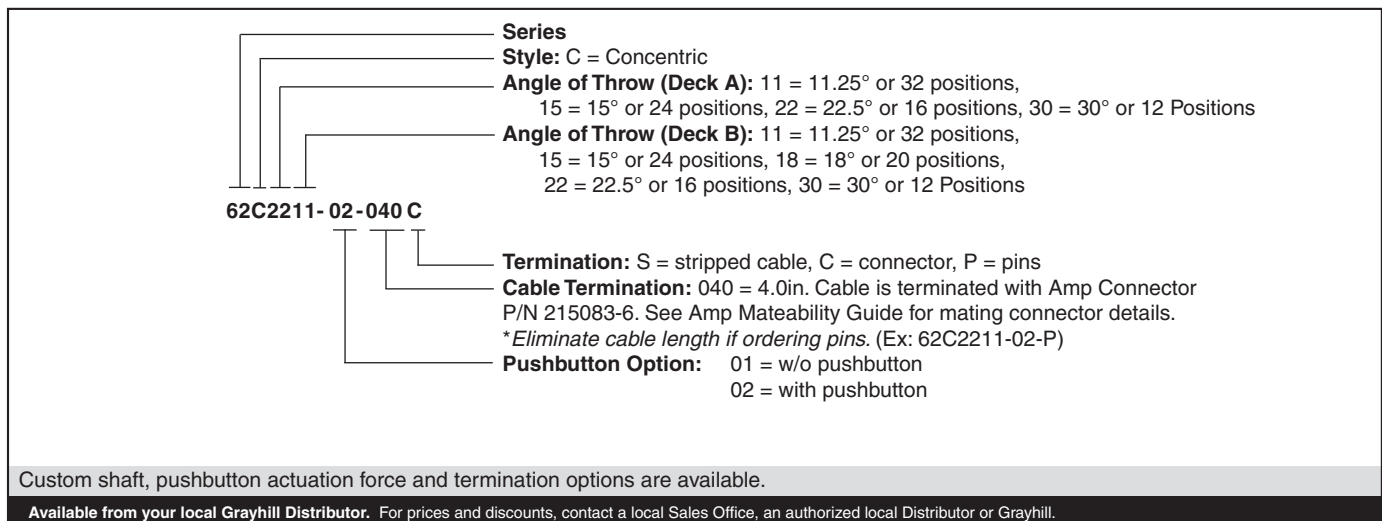 Series
Style: C = Concentric
Angle of Throw (Deck A): 11 = 11.25° or 32 positions,
15 = 15° or 24 positions, 22 = 22.5° or 16 positions, 30 = 30° or 12 Positions
Angle of Throw (Deck B): 11 = 11.25° or 32 positions,
15 = 15° or 24 positions, 18 = 18° or 20 positions,
22 = 22.5° or 16 positions, 30 = 30° or 12 Positions
62C2211- 02 - 040 C
Termination: S = stripped cable, C = connector, P = pins
Cable Termination: 040 = 4.0in. Cable is terminated with Amp Connector
P/N 215083-6. See Amp Mateability Guide for mating connector details.
*Eliminate cable length if ordering pins. (Ex: 62C2211-02-P)
Pushbutton Option: 01 = w/o pushbutton
02 = with pushbutton
Custom shaft, pushbutton actuation force and termination options are available.
Available from your local Grayhill Distributor. For prices and discounts, contact a local Sales Office, an authorized local Distributor or Grayhill.